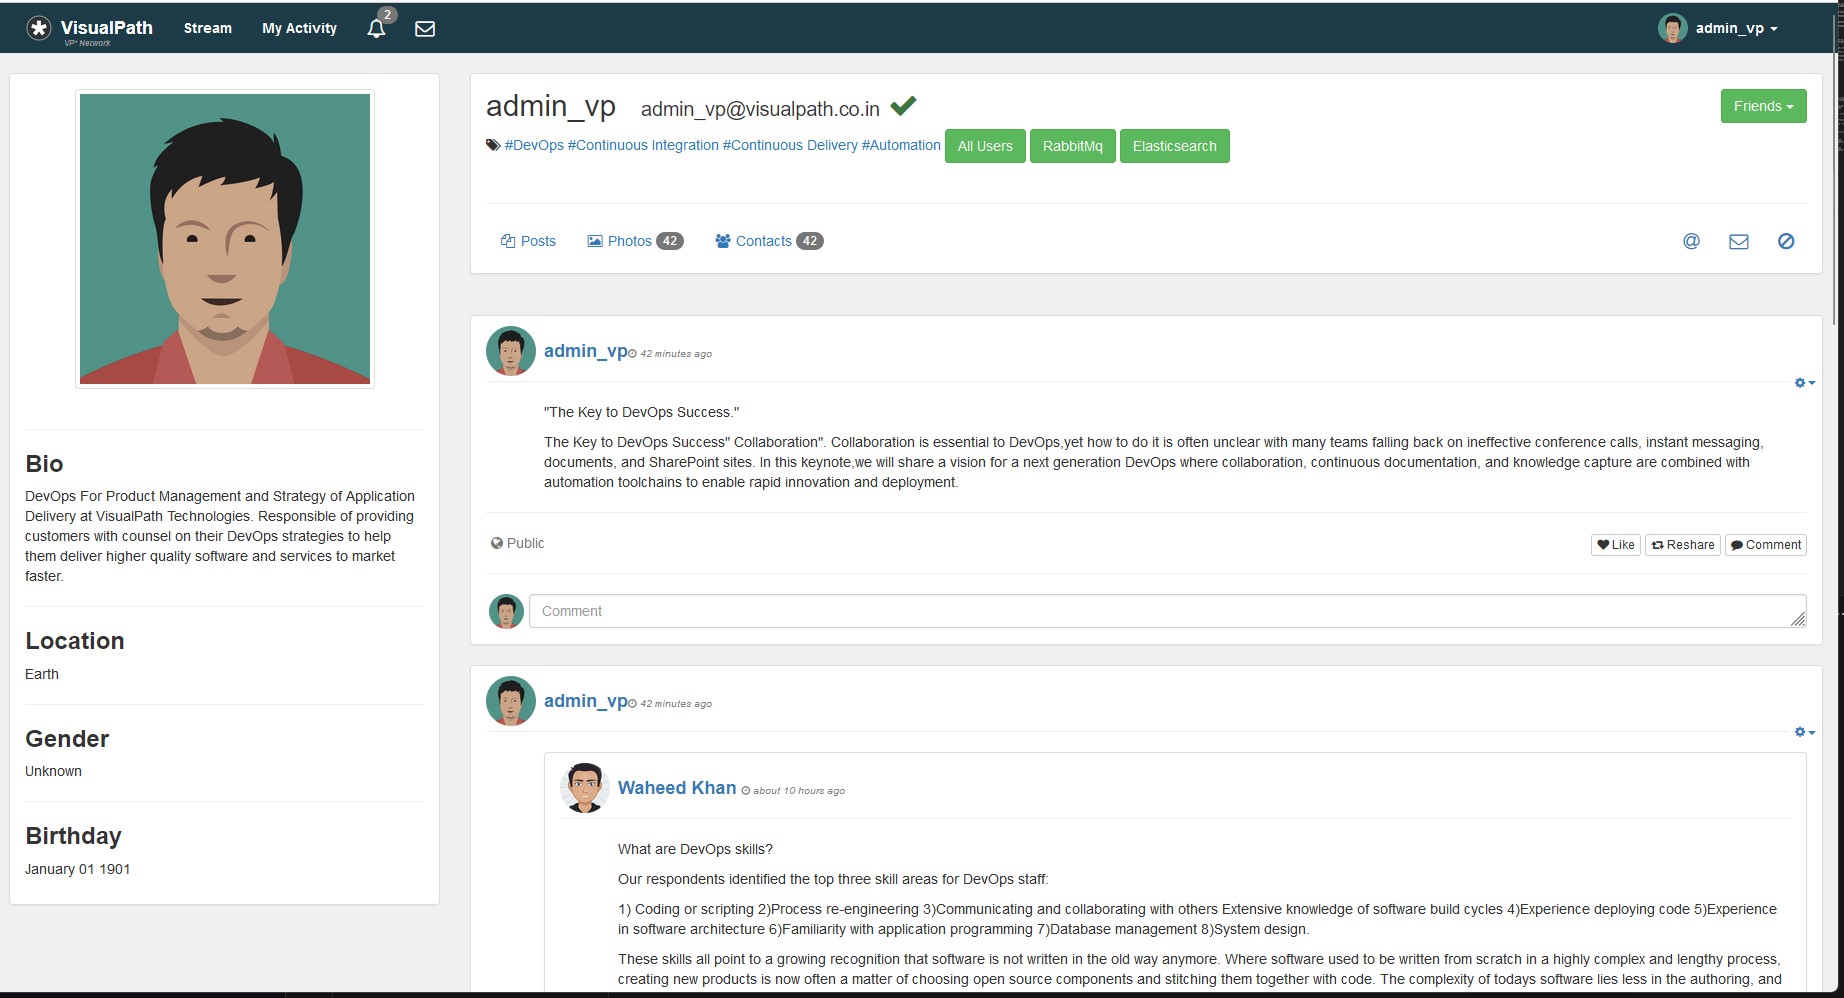 VisualPath
VP* Network
Stream
My Activity
2
admin_vp
Bio
DevOps For Product Management and Strategy of Application
Delivery at VisualPath Technologies. Responsible of providing
customers with counsel on their DevOps strategies to help
them deliver higher quality software and services to market
faster.
Location
Earth
Gender
Unknown
Birthday
January 01 1901
admin_vp admin_vp@visualpath.co.in
Friends
#DevOps #Continuous Integration #Continuous Delivery #Automation All Users RabbitMq Elasticsearch
Posts Photos 42 Contacts 42 @
admin_vp 42 minutes ago
"The Key to DevOps Success."
The Key to DevOps Success" Collaboration". Collaboration is essential to DevOps,yet how to do it is often unclear with many teams falling back on ineffective conference calls, instant messaging,
documents, and SharePoint sites. In this keynote,we will share a vision for a next generation DevOps where collaboration, continuous documentation, and knowledge capture are combined with
automation toolchains to enable rapid innovation and deployment.
Public
Like Reshare Comment
Comment
admin_vp 42 minutes ago
Waheed Khan about 10 hours ago
What are DevOps skills?
Our respondents identified the top three skill areas for DevOps staff:
1) Coding or scripting 2)Process re-engineering 3)Communicating and collaborating with others Extensive knowledge of software build cycles 4)Experience deploying code 5)Experience
in software architecture 6)Familiarity with application programming 7)Database management 8)System design.
These skills all point to a growing recognition that software is not written in the old way anymore. Where software used to be written from scratch in a highly complex and lengthy process,
creating new products is now often a matter of choosing open source components and stitching them together with code. The complexity of todays software lies less in the authoring, and